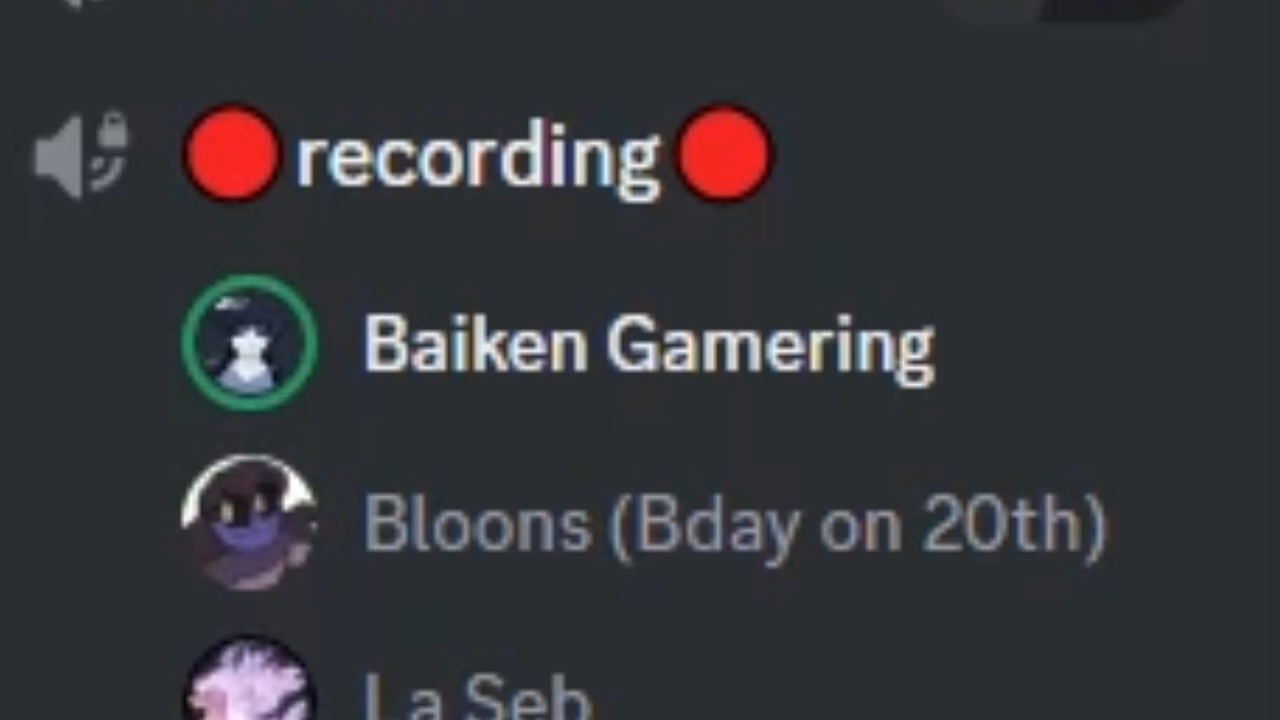 🔴recording🔴
Baiken Gamering
Bloons (Bday on 20th)
La Seb